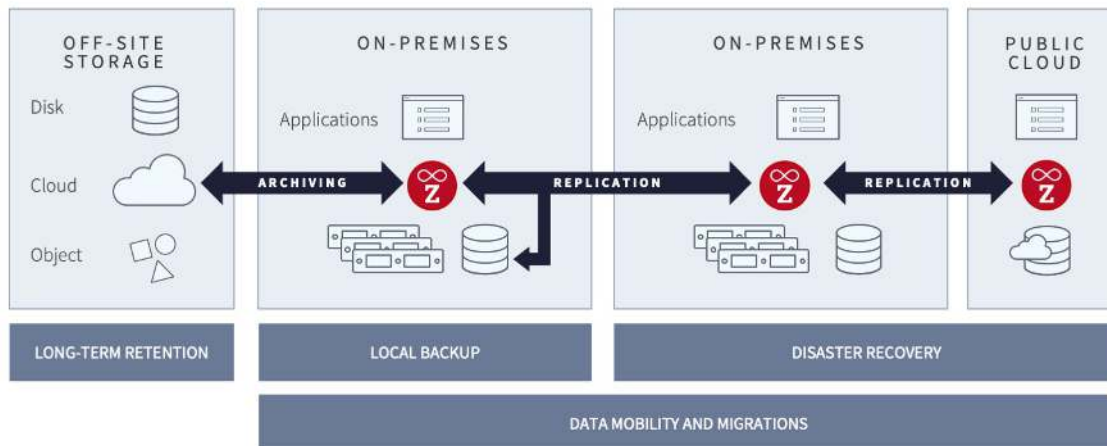 OFF-SITE
STORAGE
Disk
Cloud
Object
ARCHIVING
ON-PREMISES
Applications
Z
REPLICATION
ON-PREMISES
Applications
Z
REPLICATION
PUBLIC
CLOUD
Z
LONG-TERM RETENTION
LOCAL BACKUP
DISASTER RECOVERY
DATA MOBILITY AND MIGRATIONS